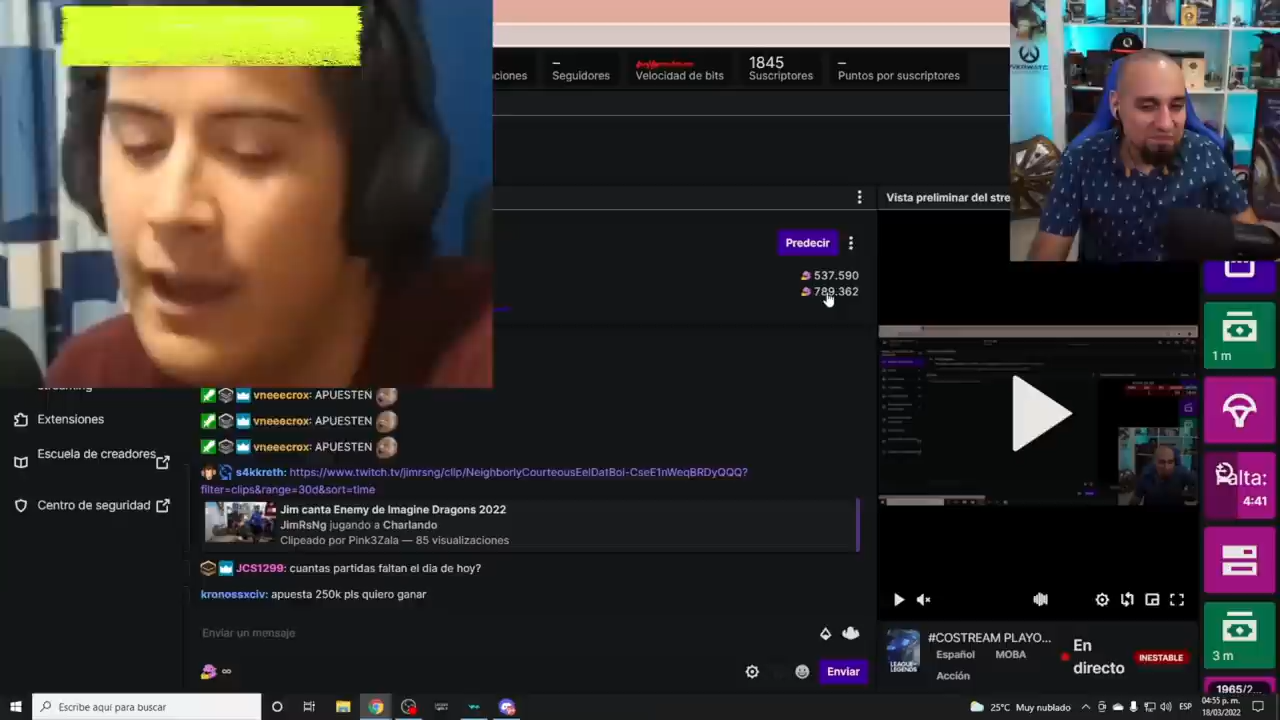 ciones
–
Seguidores
Velocidad de bits
1845
Suscriptores
–
Puntos por suscriptores
Vista preliminar del stre
Predecir
537.590
789.362
Extensiones
Escuela de creadores
Centro de seguridad
vneeecrox: APUESTEN
vneeecrox: APUESTEN
vneeecrox: APUESTEN
s4kkreth: https://www.twitch.tv/jimrsng/clip/NeighborlyCourteousEelDatBoi-CseE1nWeqBRDyQQQ?
filter=clips&range=30d&sort=time
Jim canta Enemy de Imagine Dragons 2022
JimRsNg jugando a Charlando
Clipeado por Pink3Zala — 85 visualizaciones
JCS1299: cuantas partidas faltan el dia de hoy?
kronossxciv: apuesta 250k pls quiero ganar
Enviar un mensaje
∞
Enviar
1 m
Falta:
4:41
3 m
1965/2...
#COSTREAM PLAYO...
Español
MOBA
Acción
En
directo
INESTABLE
Escribe aquí para buscar
25°C Muy nublado
ESP
04:55 p. m.
18/03/2022